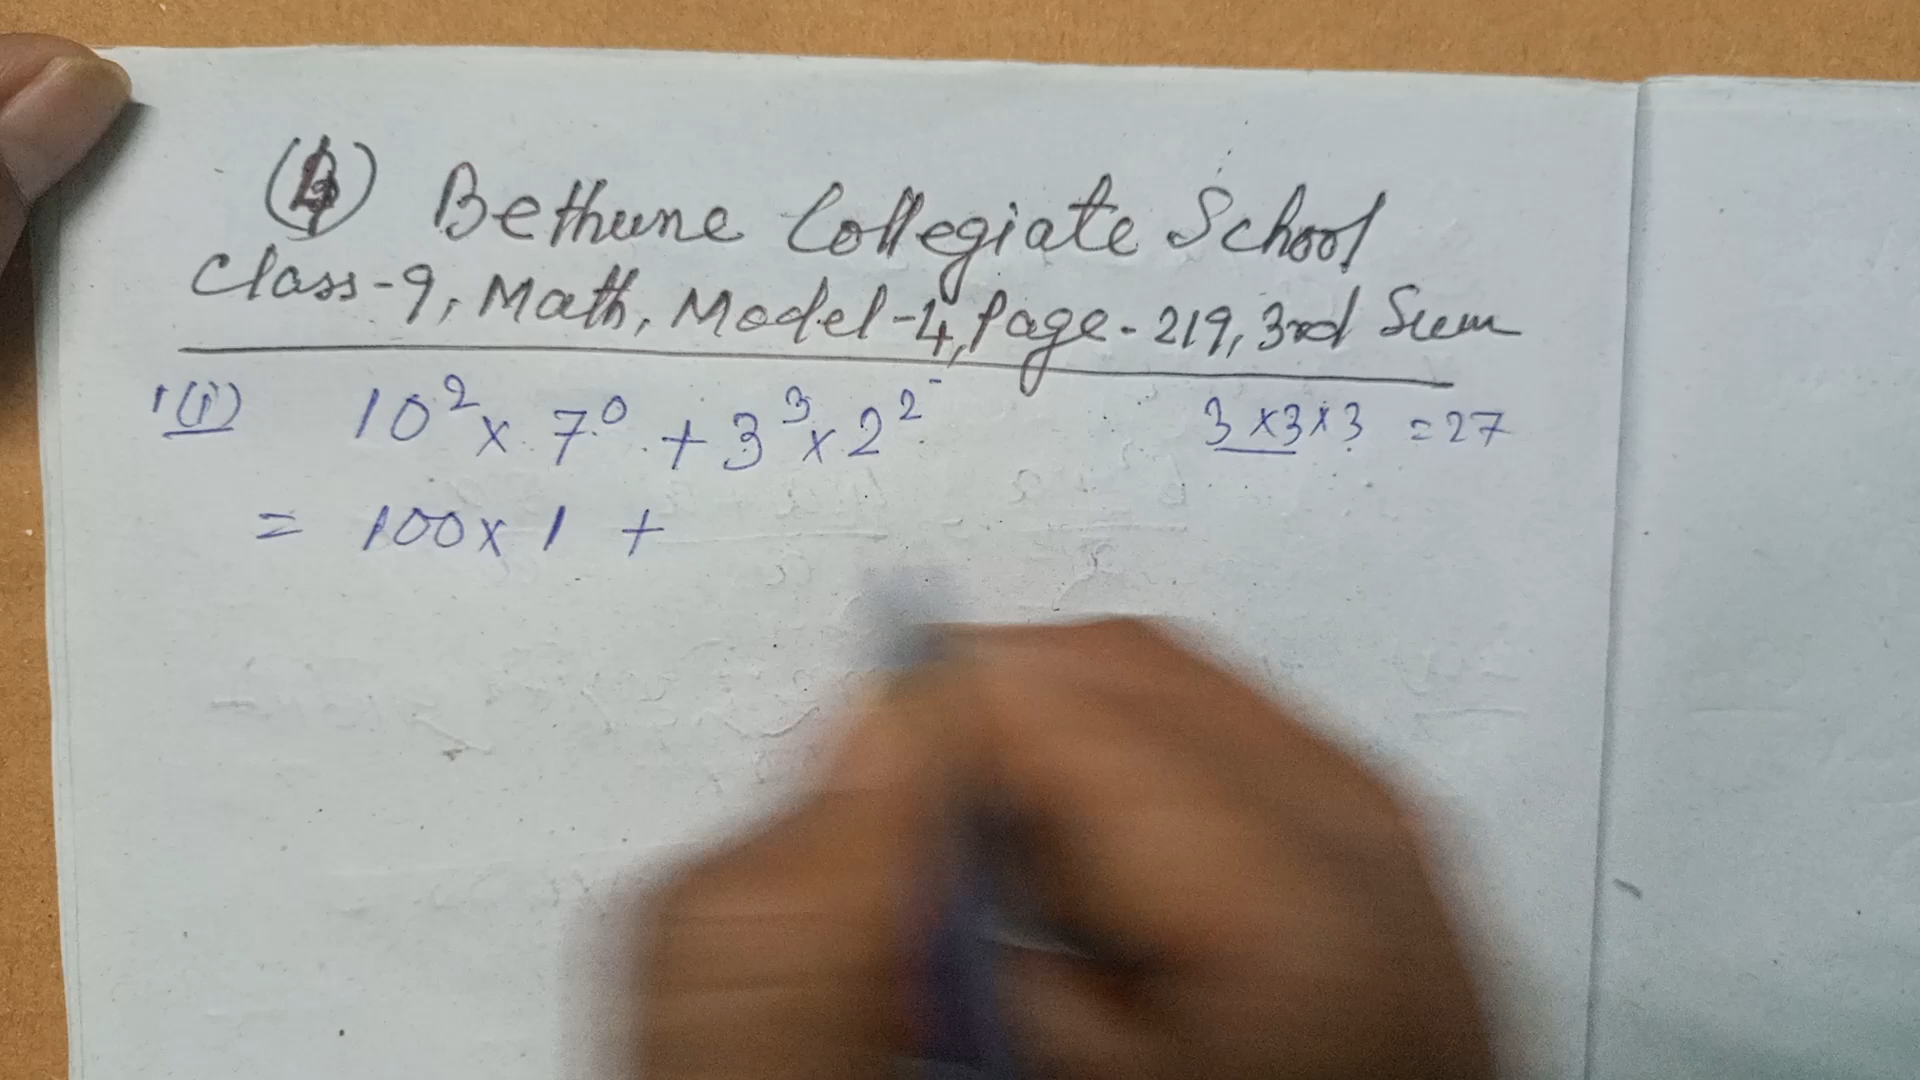 (4) Bethune Collegiate School
Class-9, Math, Model-4, Page-219, 3rd Sum
1(i) 10² × 7⁰ + 3³ × 2²
3 × 3 × 3 = 27
= 100 × 1 +